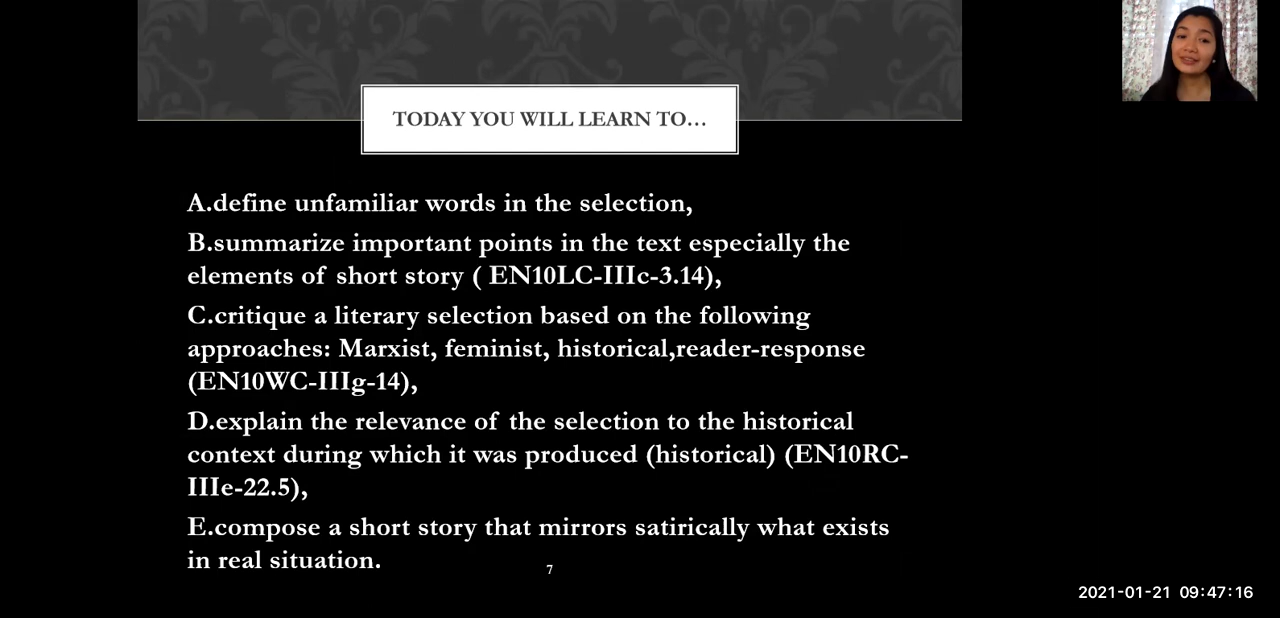 TODAY YOU WILL LEARN TO...
A.define unfamiliar words in the selection,
B.summarize important points in the text especially the
elements of short story ( EN10LC-IIIc-3.14),
C.critique a literary selection based on the following
approaches: Marxist, feminist, historical,reader-response
(EN10WC-IIIg-14),
D.explain the relevance of the selection to the historical
context during which it was produced (historical) (EN10RC-
IIIe-22.5),
E.compose a short story that mirrors satirically what exists
in real situation.
7
2021-01-21 09:47:16